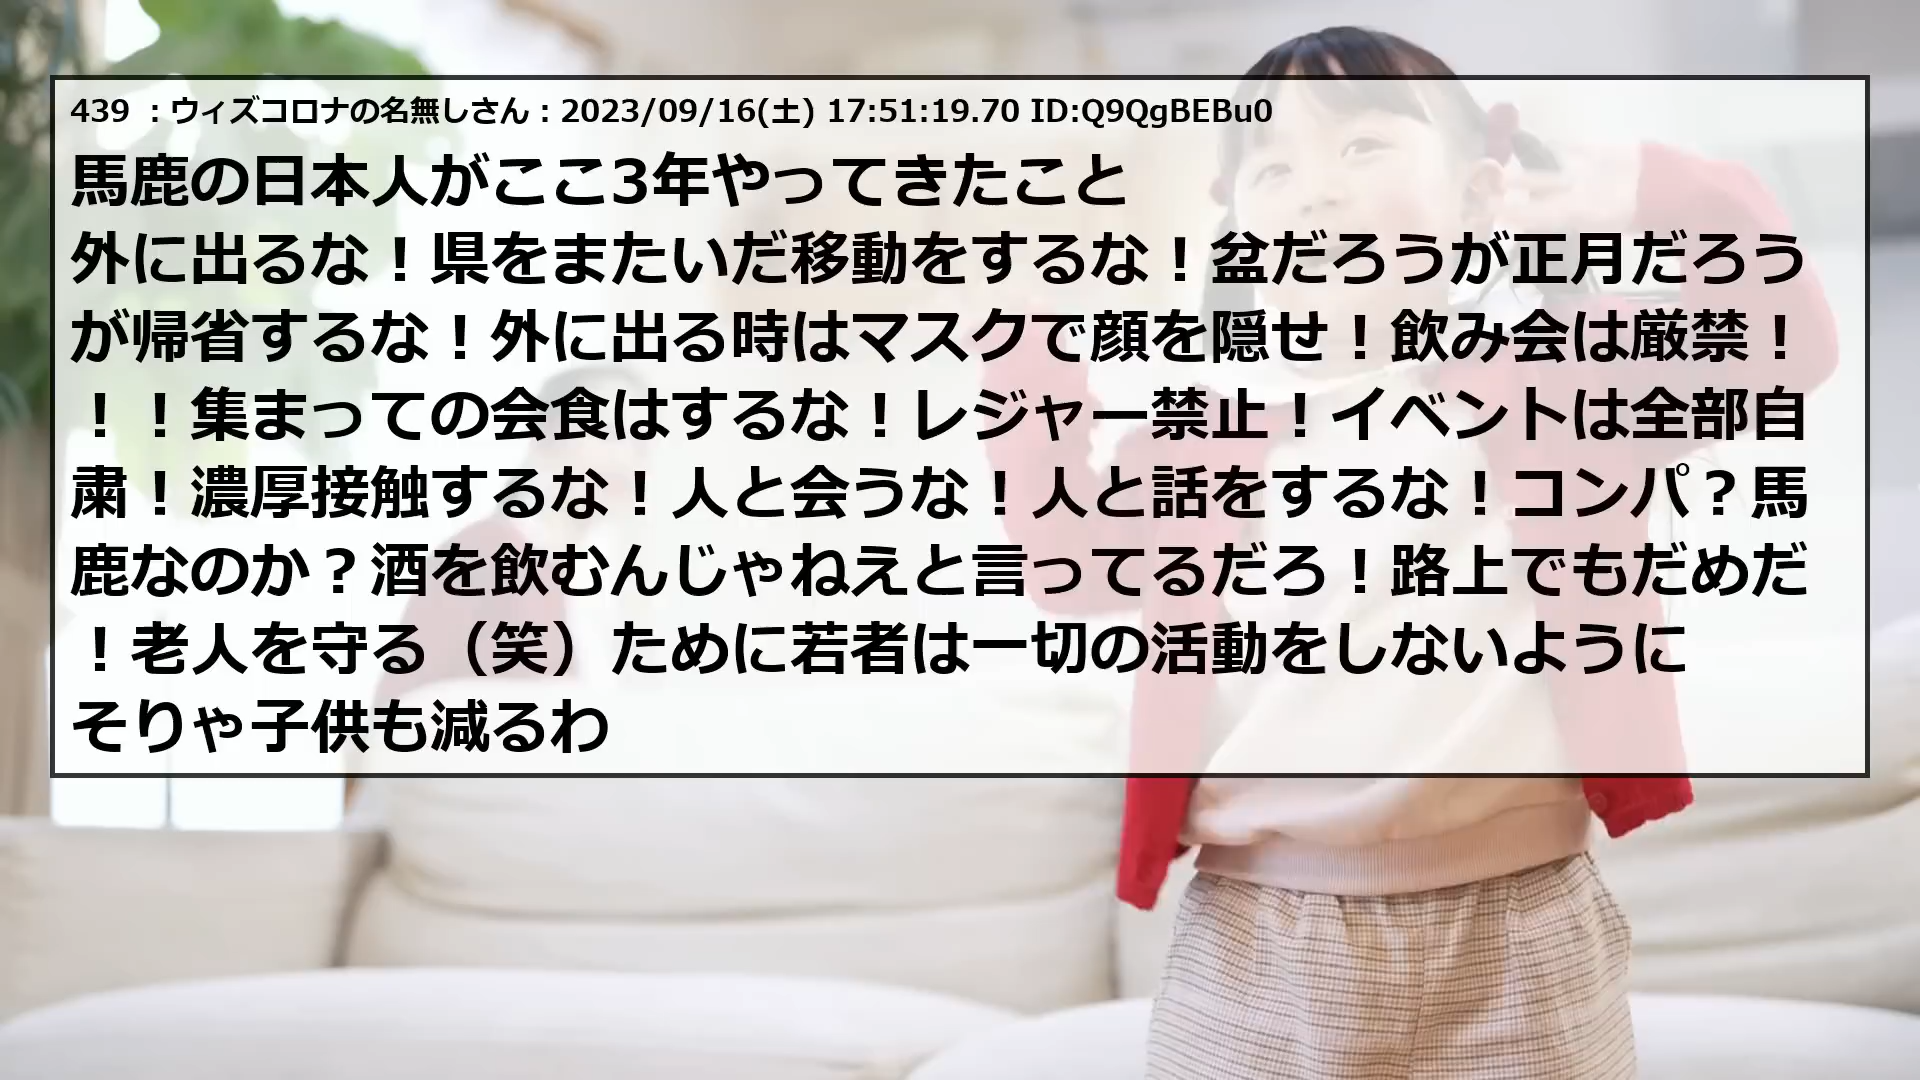 439 ：ウィズコロナの名無しさん：2023/09/16(土) 17:51:19.70 ID:Q9QgBEBu0
馬鹿の日本人がここ3年やってきたこと
外に出るな！県をまたいだ移動をするな！盆だろうが正月だろう
が帰省するな！外に出る時はマスクで顔を隠せ！飲み会は厳禁！
！！集まっての会食はするな！レジャー禁止！イベントは全部自
粛！濃厚接触するな！人と会うな！人と話をするな！コンパ？馬
鹿なのか？酒を飲むんじゃねえと言ってるだろ！路上でもだめだ
！老人を守る（笑）ために若者は一切の活動をしないように
そりゃ子供も減るわ